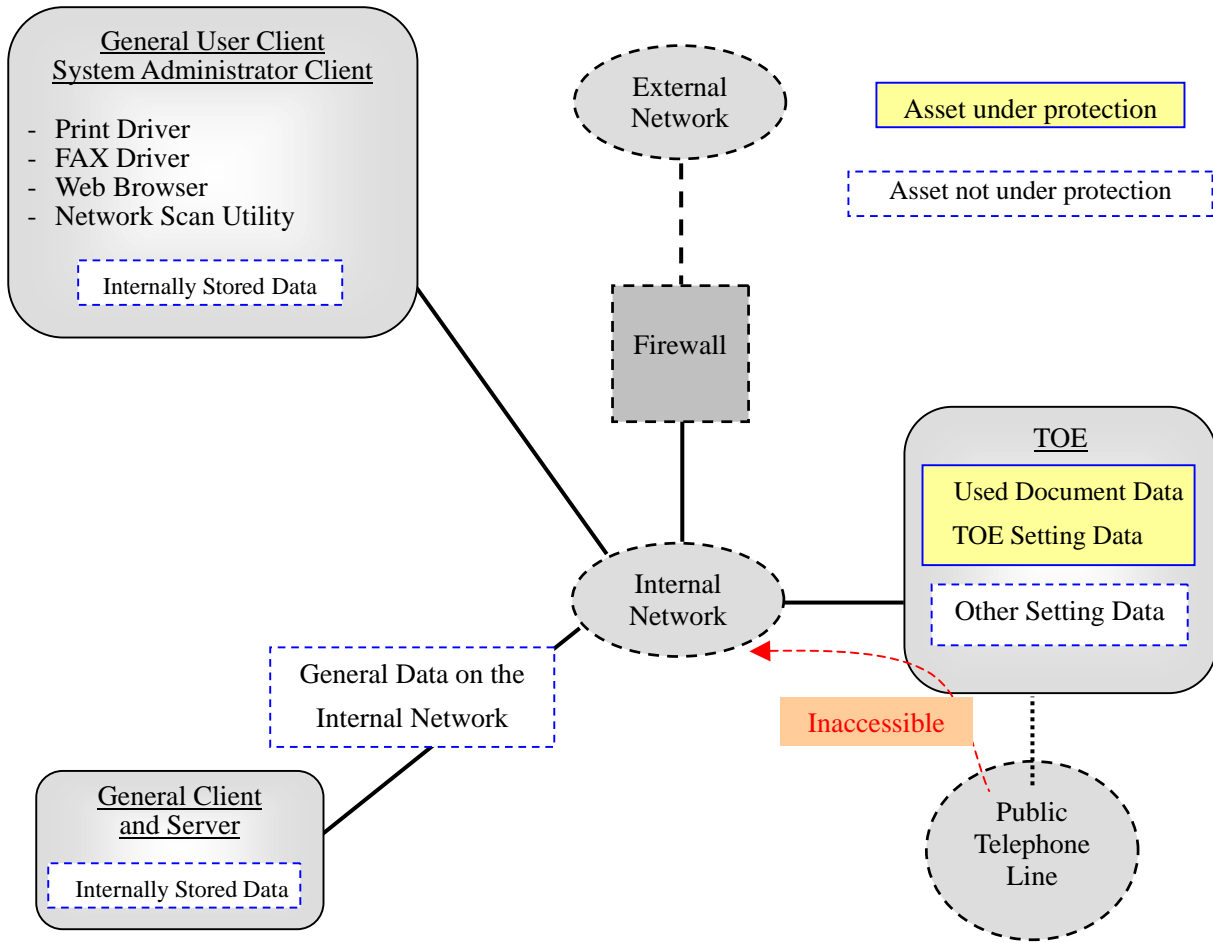 General User Client
System Administrator Client
- Print Driver
- FAX Driver
- Web Browser
- Network Scan Utility
Internally Stored Data
External
Network
Asset under protection
Asset not under protection
Firewall
TOE
Used Document Data
TOE Setting Data
Other Setting Data
Internal
Network
General Data on the
Internal Network
Inaccessible
General Client
and Server
Internally Stored Data
Public
Telephone
Line